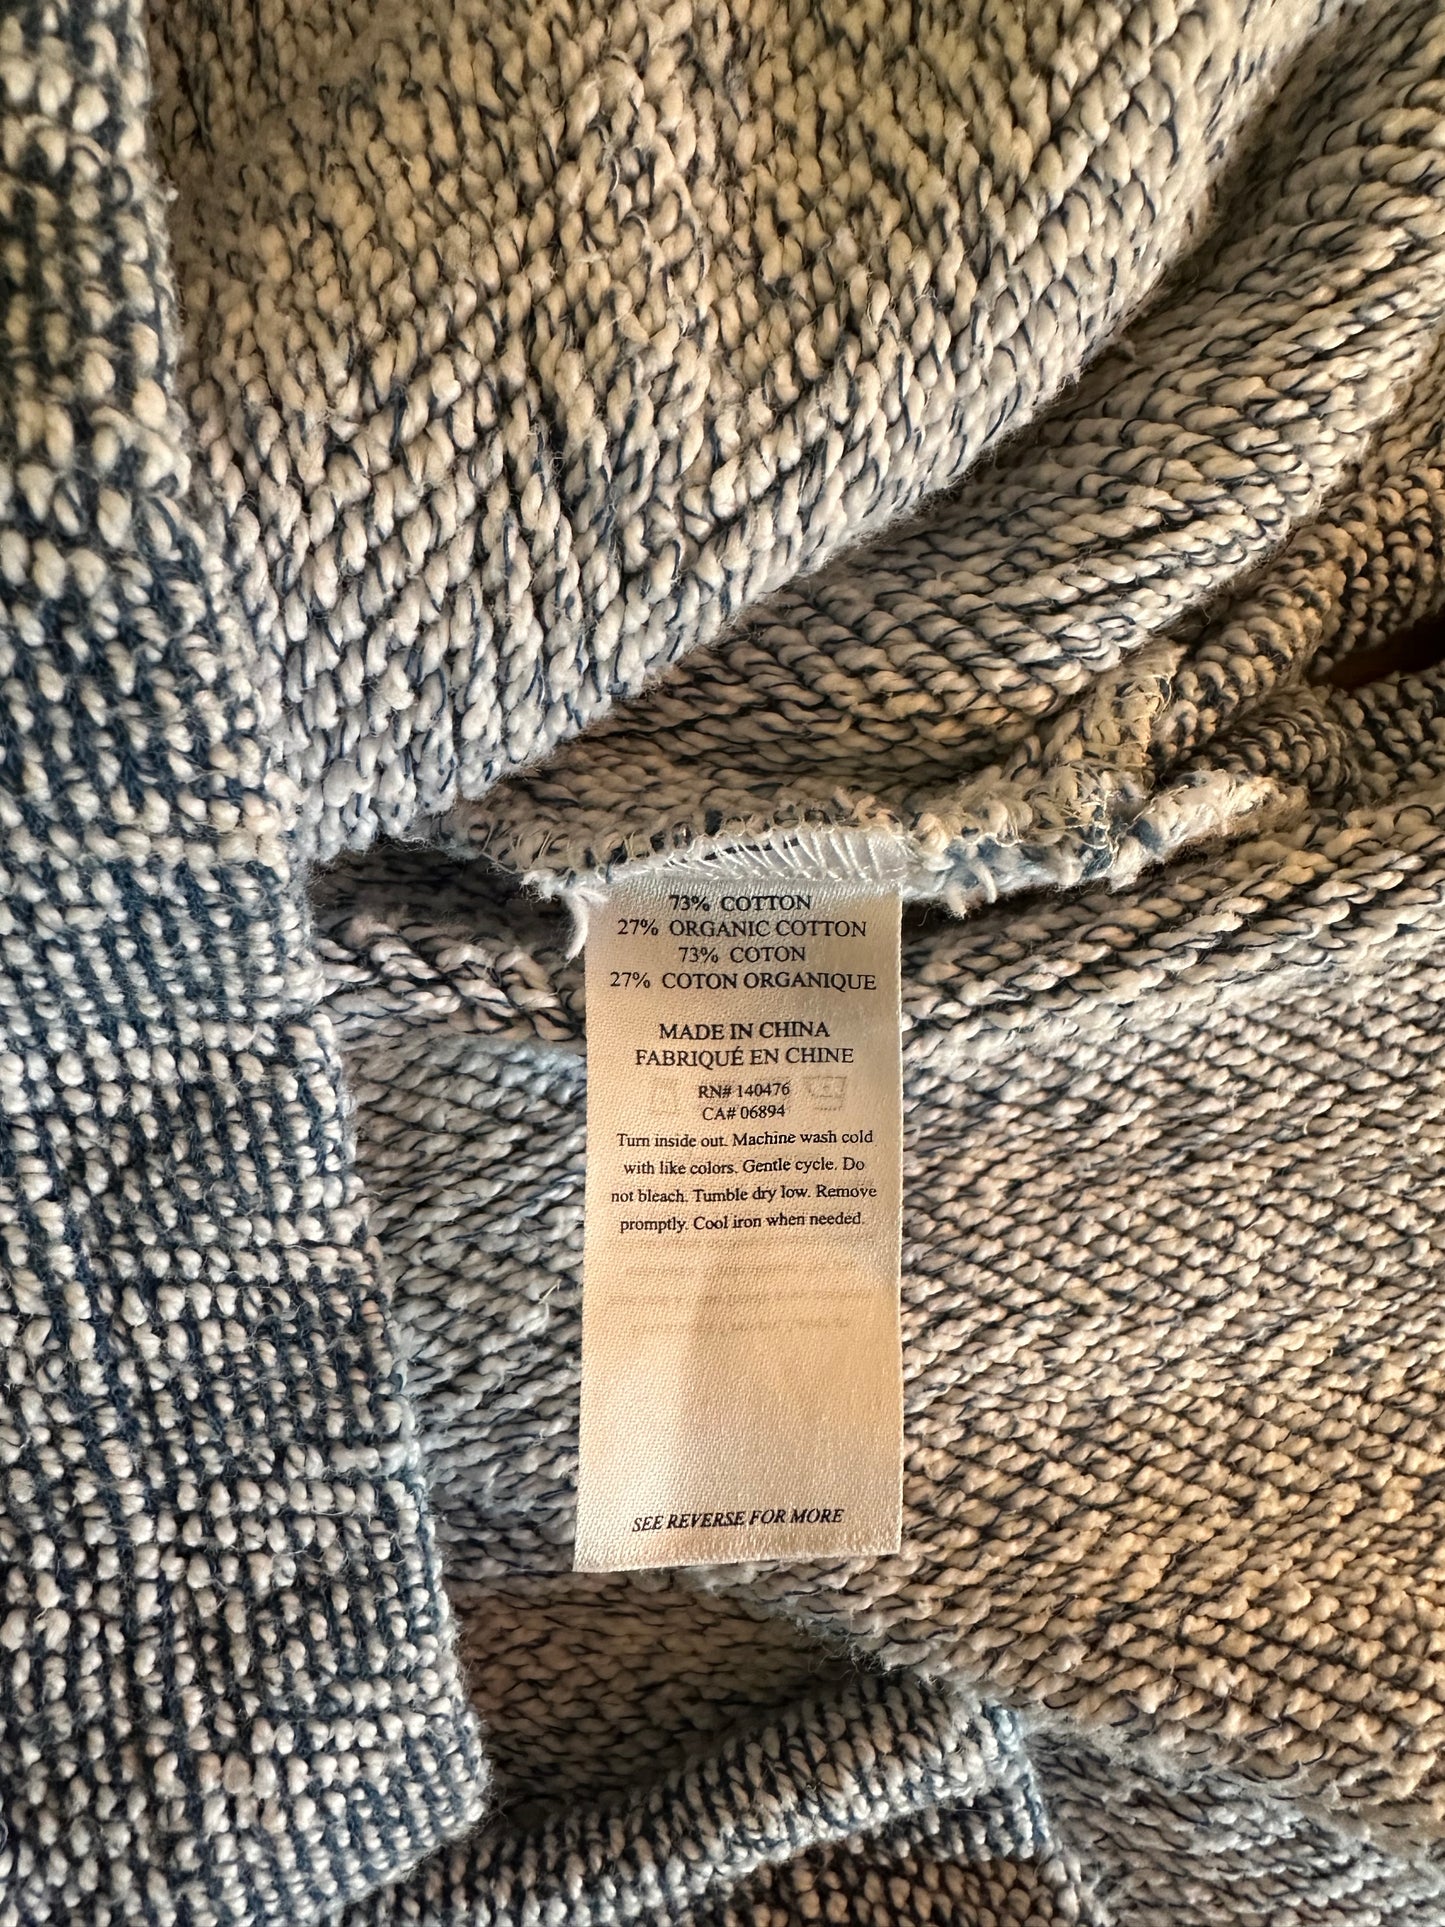 73% COTTON
27% ORGANIC COTTON
73% COTON
27% COTON ORGANIQUE
MADE IN CHINA
FABRIQUÉ EN CHINE
RN# 140476
CA# 06894
Turn inside out. Machine wash cold
with like colors. Gentle cycle. Do
not bleach. Tumble dry low. Remove
promptly. Cool iron when needed.
SEE REVERSE FOR MORE